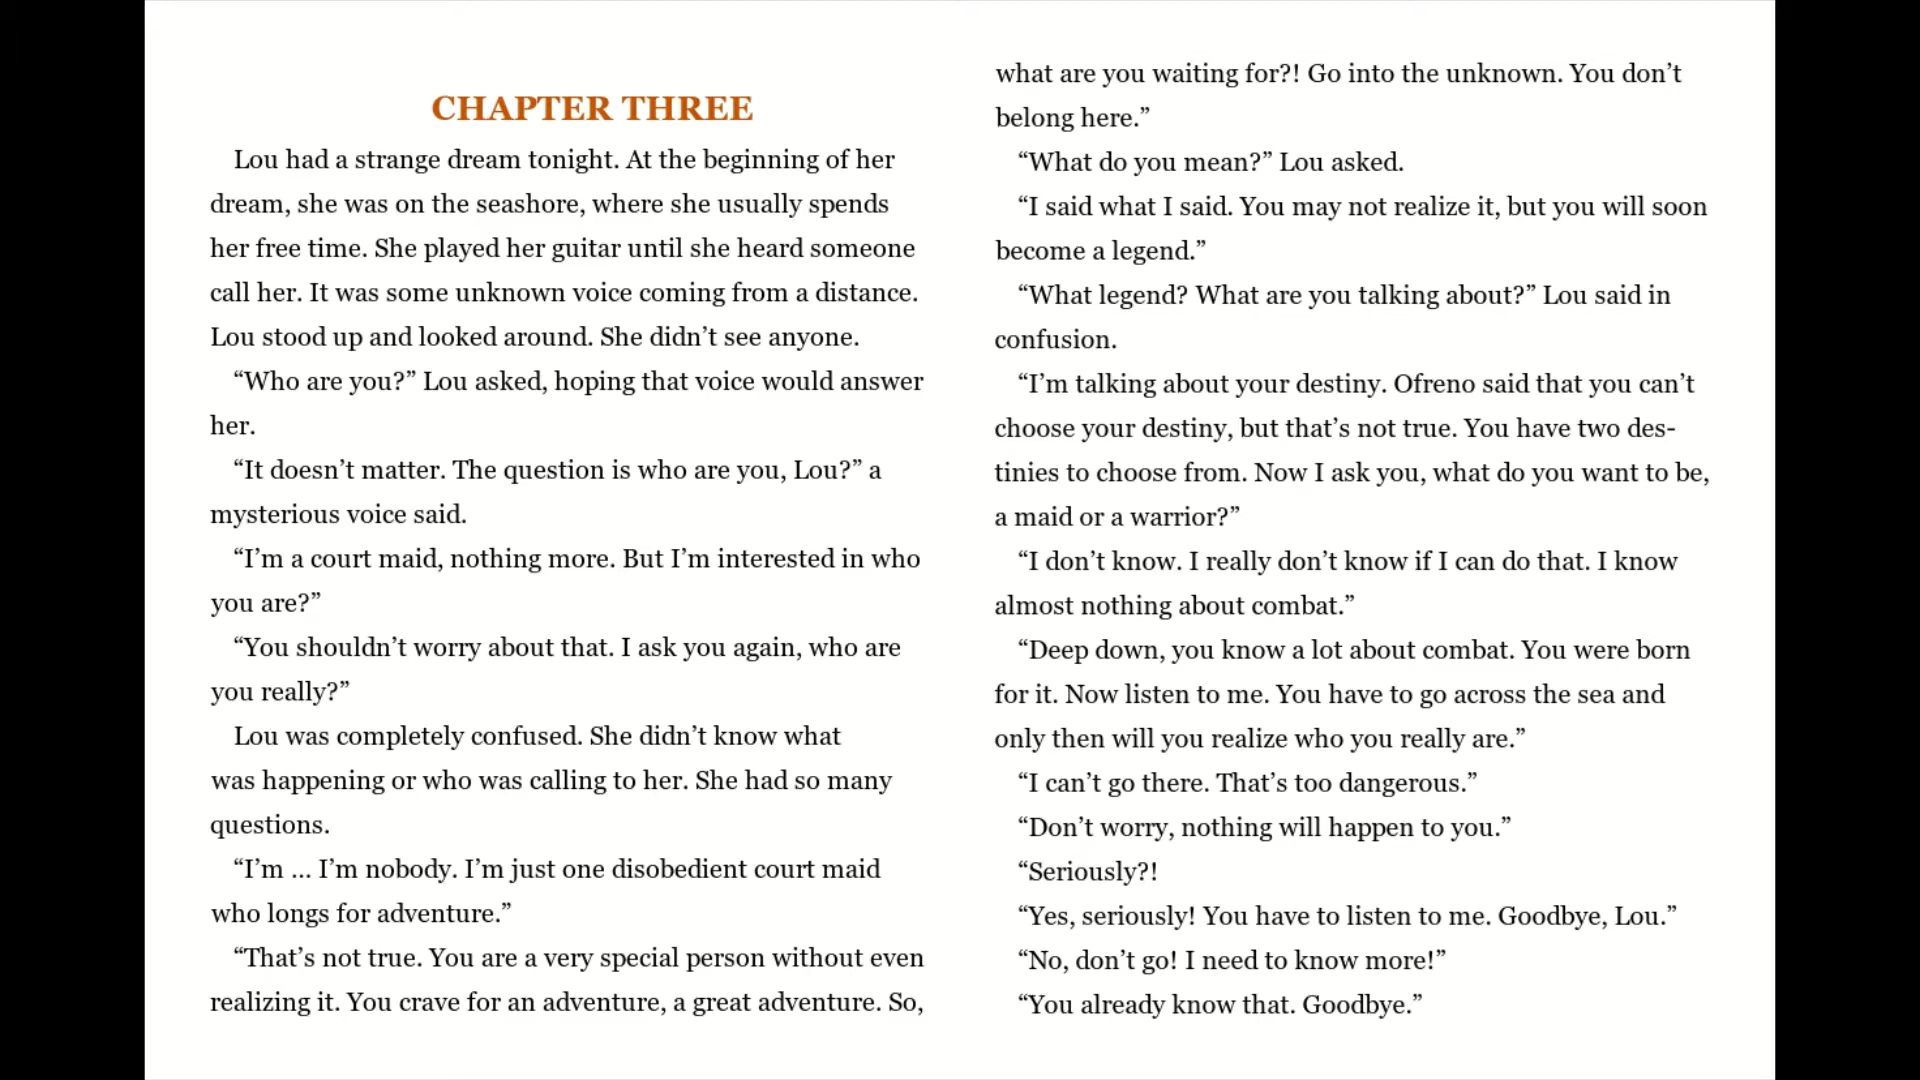 CHAPTER THREE
Lou had a strange dream tonight. At the beginning of her
dream, she was on the seashore, where she usually spends
her free time. She played her guitar until she heard someone
call her. It was some unknown voice coming from a distance.
Lou stood up and looked around. She didn’t see anyone.
“Who are you?” Lou asked, hoping that voice would answer
her.
“It doesn’t matter. The question is who are you, Lou?” a
mysterious voice said.
“I’m a court maid, nothing more. But I’m interested in who
you are?”
“You shouldn’t worry about that. I ask you again, who are
you really?”
Lou was completely confused. She didn’t know what
was happening or who was calling to her. She had so many
questions.
“I’m ... I’m nobody. I’m just one disobedient court maid
who longs for adventure.”
“That’s not true. You are a very special person without even
realizing it. You crave for an adventure, a great adventure. So,
what are you waiting for?! Go into the unknown. You don’t
belong here.”
“What do you mean?” Lou asked.
“I said what I said. You may not realize it, but you will soon
become a legend.”
“What legend? What are you talking about?” Lou said in
confusion.
“I’m talking about your destiny. Ofreno said that you can’t
choose your destiny, but that’s not true. You have two des-
tinies to choose from. Now I ask you, what do you want to be,
a maid or a warrior?”
“I don’t know. I really don’t know if I can do that. I know
almost nothing about combat.”
“Deep down, you know a lot about combat. You were born
for it. Now listen to me. You have to go across the sea and
only then will you realize who you really are.”
“I can’t go there. That’s too dangerous.”
“Don’t worry, nothing will happen to you.”
“Seriously?!
“Yes, seriously! You have to listen to me. Goodbye, Lou.”
“No, don’t go! I need to know more!”
“You already know that. Goodbye.”